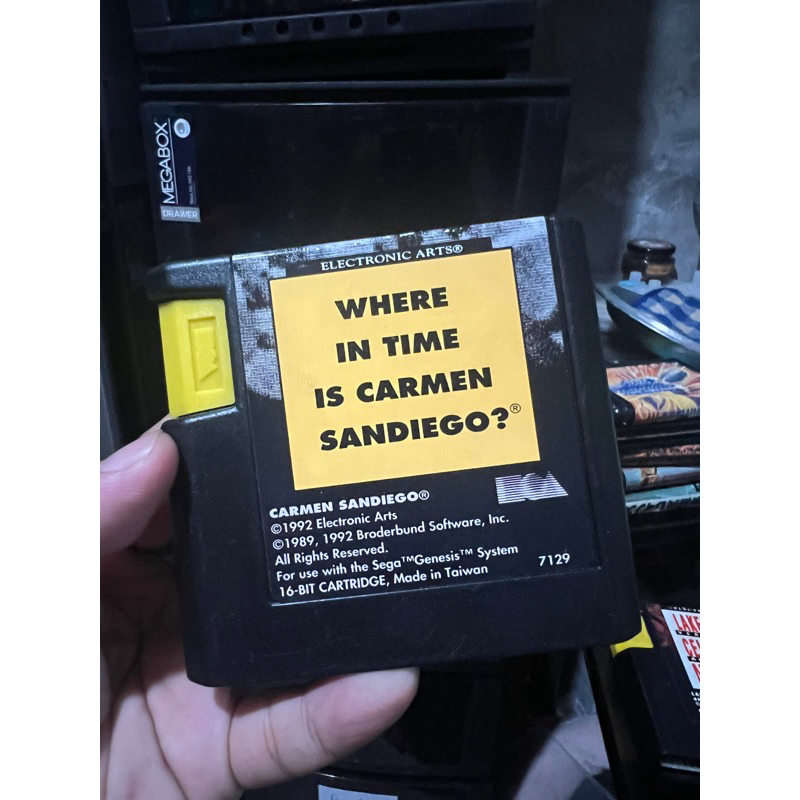 MEGABOX
DRAWER
ELECTRONIC ARTS®
WHERE
IN TIME
IS CARMEN
SANDIEGO?®
CARMEN SANDIEGO®
©1992 Electronic Arts
©1989, 1992 Broderbund Software, Inc.
All Rights Reserved.
For use with the Sega™Genesis™ System
16-BIT CARTRIDGE, Made in Taiwan
7129
EA